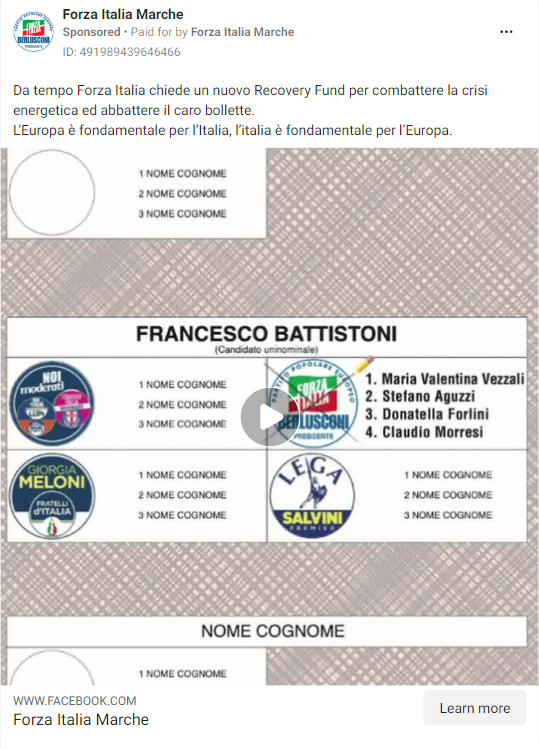 Forza Italia Marche
Sponsored • Paid for by Forza Italia Marche
ID: 491989439646466
Da tempo Forza Italia chiede un nuovo Recovery Fund per combattere la crisi
energetica ed abbattere il caro bollette.
L'Europa è fondamentale per l'Italia, l'italia è fondamentale per l'Europa.
1 NOME COGNOME
2 NOME COGNOME
3 NOME COGNOME
FRANCESCO BATTISTONI
(Candidato uninominale)
NOI
moderati
1 NOME COGNOME
2 NOME COGNOME
3 NOME COGNOME
PARTITO POPOLARE EUROPEO
FORZA
ITALIA
BERLUSCONI
PRESIDENTE
1. Maria Valentina Vezzali
2. Stefano Aguzzi
3. Donatella Forlini
4. Claudio Morresi
GIORGIA
MELONI
FRATELLI
d'ITALIA
1 NOME COGNOME
2 NOME COGNOME
3 NOME COGNOME
LEGA
SALVINI
PREMIER
1 NOME COGNOME
2 NOME COGNOME
3 NOME COGNOME
NOME COGNOME
1 NOME COGNOME
WWW.FACEBOOK.COM
Forza Italia Marche
Learn more